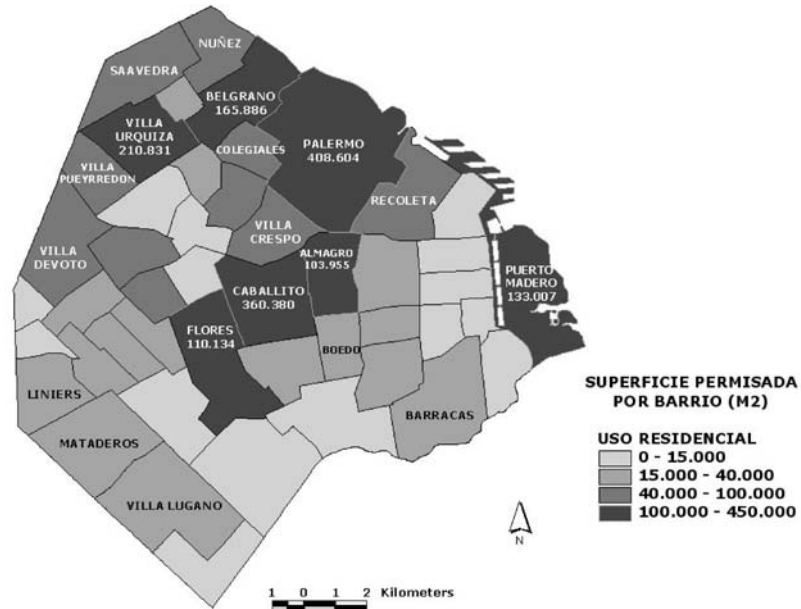 NUÑEZ
SAAVEDRA
BELGRANO
165.886
VILLA
URQUIZA
210.831
PALERMO
408.604
COLEGIALES
VILLA
PUEYRREDON
RECOLETA
VILLA
CRESPO
VILLA
DEVOTO
ALMAGRO
103.955
PUERTO
MADERO
133.007
CABALLITO
360.380
FLORES
110.134
BOEDO
LINIERS
BARRACAS
MATADEROS
VILLA LUGANO
SUPERFICIE PERMISADA
POR BARRIO (M2)
USO RESIDENCIAL
0 - 15.000
15.000 - 40.000
40.000 - 100.000
100.000 - 450.000
N
1 0 1 2 Kilometers